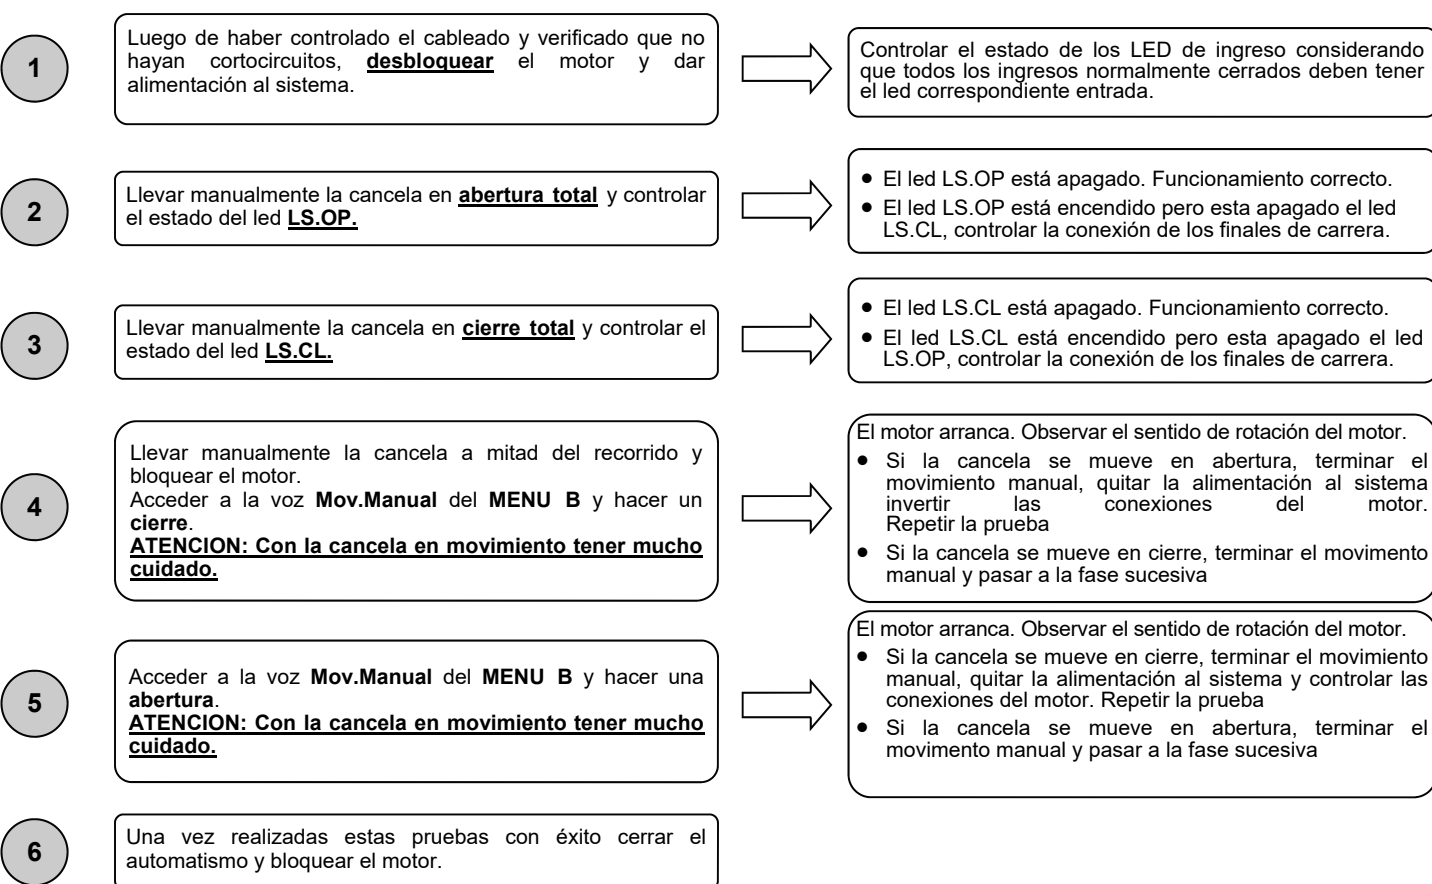 1
Luego de haber controlado el cableado y verificado que no
hayan cortocircuitos, desbloquear el motor y dar
alimentación al sistema.
Controlar el estado de los LED de ingreso considerando
que todos los ingresos normalmente cerrados deben tener
el led correspondiente entrada.
2
Llevar manualmente la cancela en abertura total y controlar
el estado del led LS.OP.
• El led LS.OP está apagado. Funcionamiento correcto.
• El led LS.OP está encendido pero esta apagado el led
LS.CL, controlar la conexión de los finales de carrera.
3
Llevar manualmente la cancela en cierre total y controlar el
estado del led LS.CL.
• El led LS.CL está apagado. Funcionamiento correcto.
• El led LS.CL está encendido pero esta apagado el led
LS.OP, controlar la conexión de los finales de carrera.
4
Llevar manualmente la cancela a mitad del recorrido y
bloquear el motor.
Acceder a la voz Mov.Manual del MENU B y hacer un
cierre.
ATENCION: Con la cancela en movimiento tener mucho
cuidado.
El motor arranca. Observar el sentido de rotación del motor.
• Si la cancela se mueve en abertura, terminar el
movimiento manual, quitar la alimentación al sistema
invertir las conexiones del motor.
Repetir la prueba
• Si la cancela se mueve en cierre, terminar el movimento
manual y pasar a la fase sucesiva
5
Acceder a la voz Mov.Manual del MENU B y hacer una
abertura.
ATENCION: Con la cancela en movimiento tener mucho
cuidado.
El motor arranca. Observar el sentido de rotación del motor.
• Si la cancela se mueve en cierre, terminar el movimiento
manual, quitar la alimentación al sistema y controlar las
conexiones del motor. Repetir la prueba
• Si la cancela se mueve en abertura, terminar el
movimento manual y pasar a la fase sucesiva
6
Una vez realizadas estas pruebas con éxito cerrar el
automatismo y bloquear el motor.